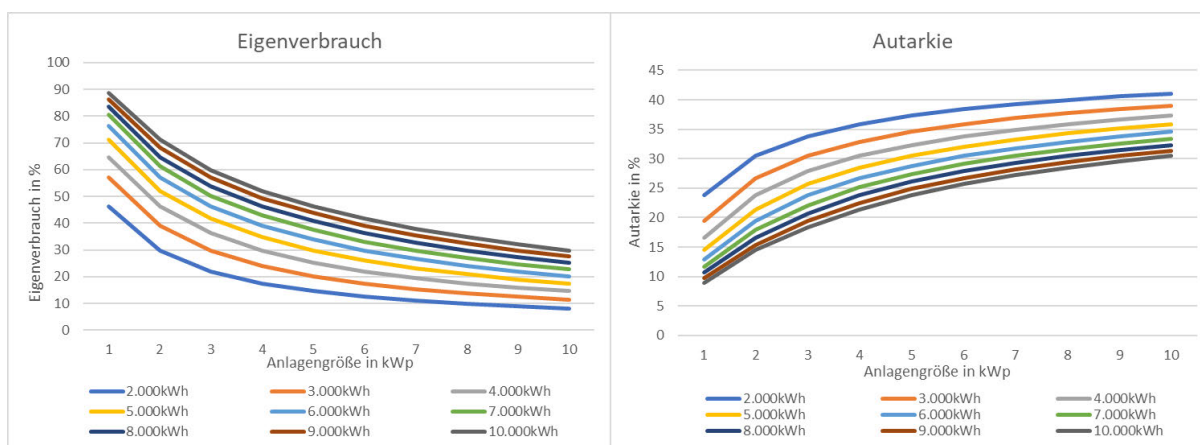 Eigenverbrauch
Eigenverbrauch in %
100
90
80
70
60
50
40
30
20
10
0
1 2 3 4 5 6 7 8 9 10
Anlagengröße in kWp
2.000kWh 3.000kWh 4.000kWh
5.000kWh 6.000kWh 7.000kWh
8.000kWh 9.000kWh 10.000kWh
Autarkie
Autarkie in %
45
40
35
30
25
20
15
10
5
0
1 2 3 4 5 6 7 8 9 10
Anlagengröße in kWp
2.000kWh 3.000kWh 4.000kWh
5.000kWh 6.000kWh 7.000kWh
8.000kWh 9.000kWh 10.000kWh